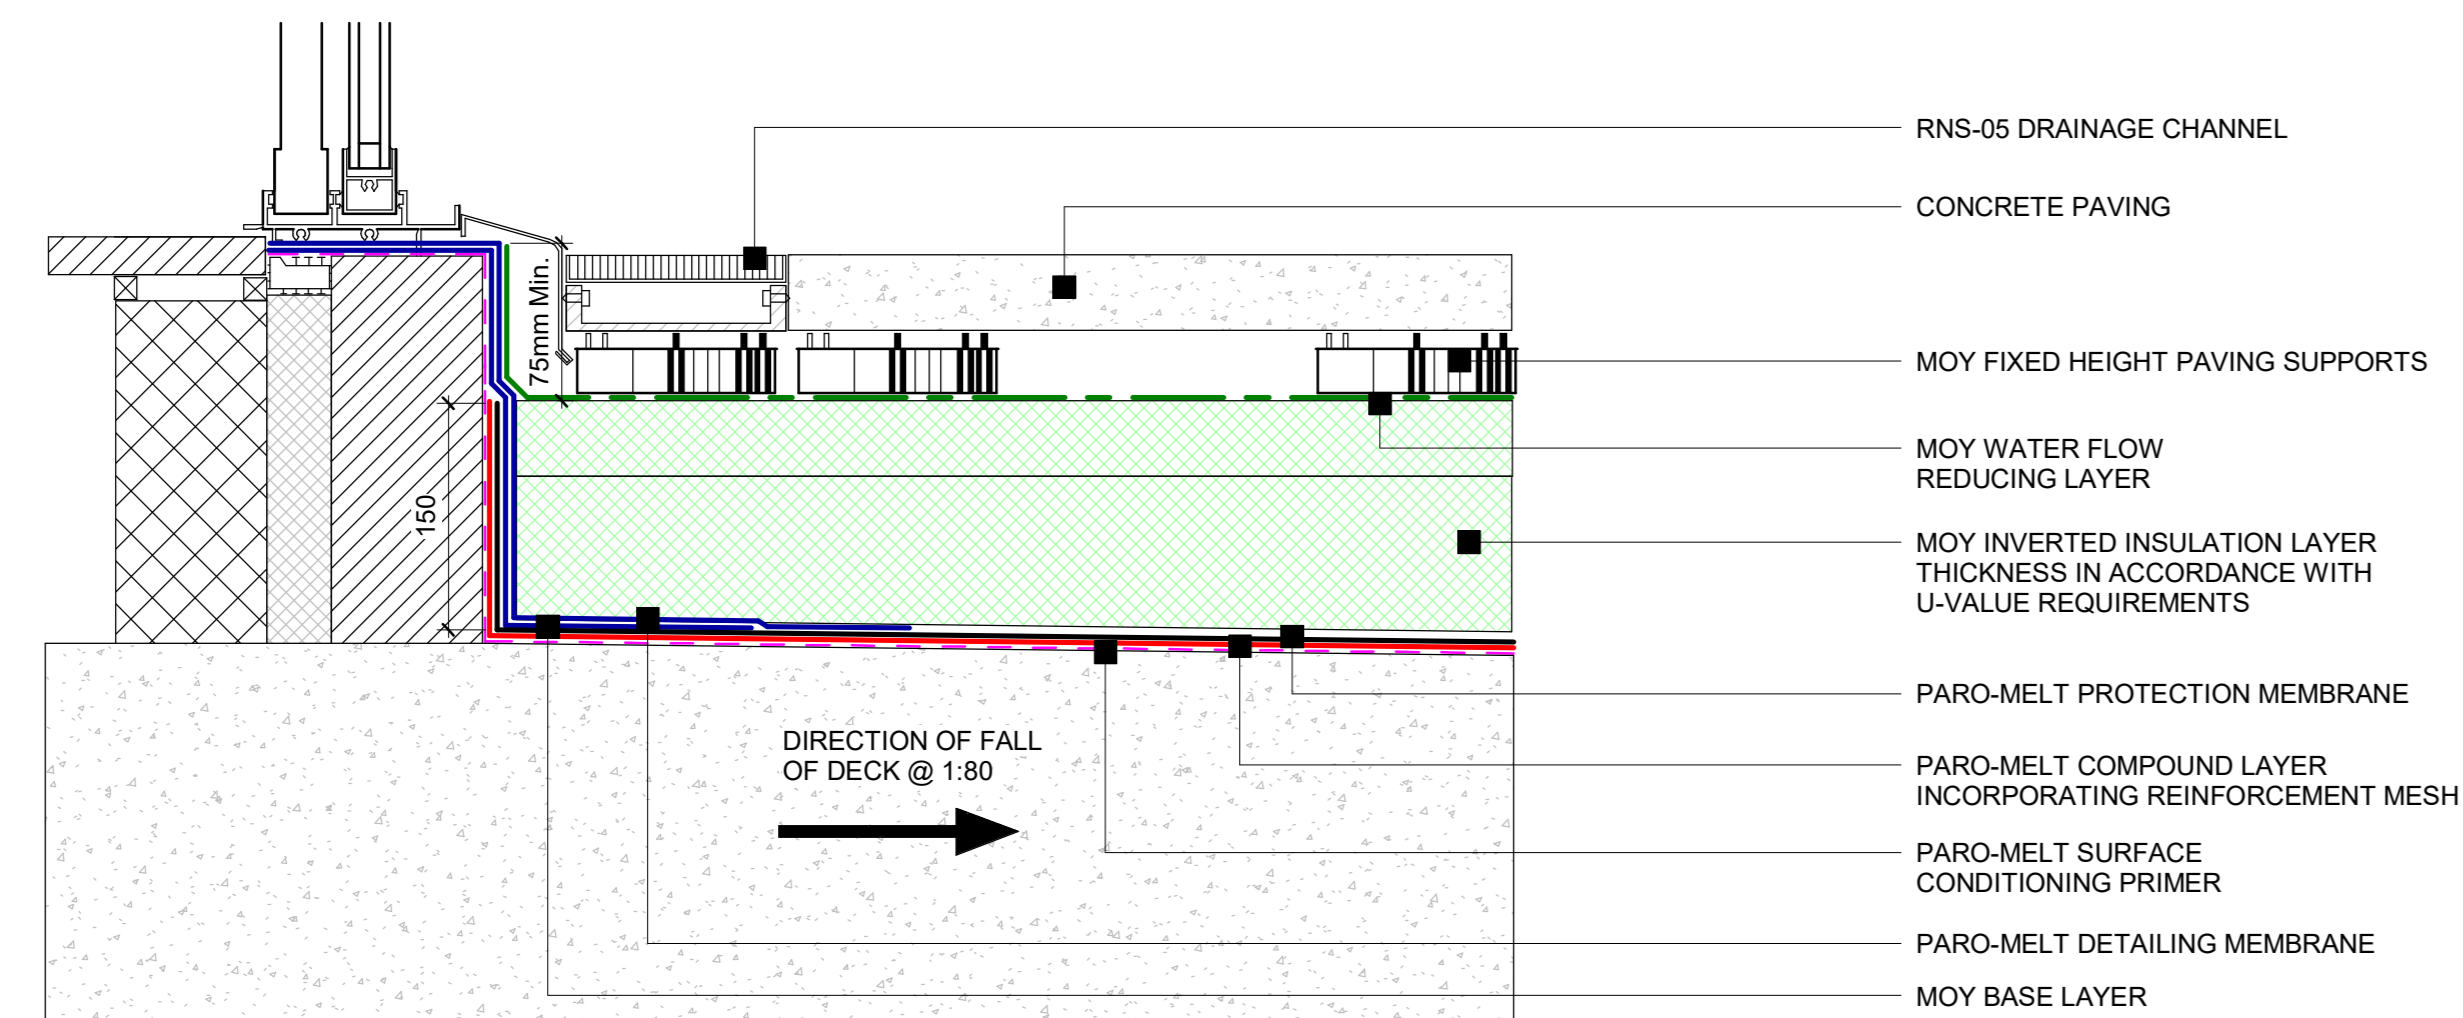 RNS-05 DRAINAGE CHANNEL
CONCRETE PAVING
75mm Min.
MOY FIXED HEIGHT PAVING SUPPORTS
MOY WATER FLOW
REDUCING LAYER
150
MOY INVERTED INSULATION LAYER
THICKNESS IN ACCORDANCE WITH
U-VALUE REQUIREMENTS
PARO-MELT PROTECTION MEMBRANE
DIRECTION OF FALL
OF DECK @ 1:80
PARO-MELT COMPOUND LAYER
INCORPORATING REINFORCEMENT MESH
PARO-MELT SURFACE
CONDITIONING PRIMER
PARO-MELT DETAILING MEMBRANE
MOY BASE LAYER